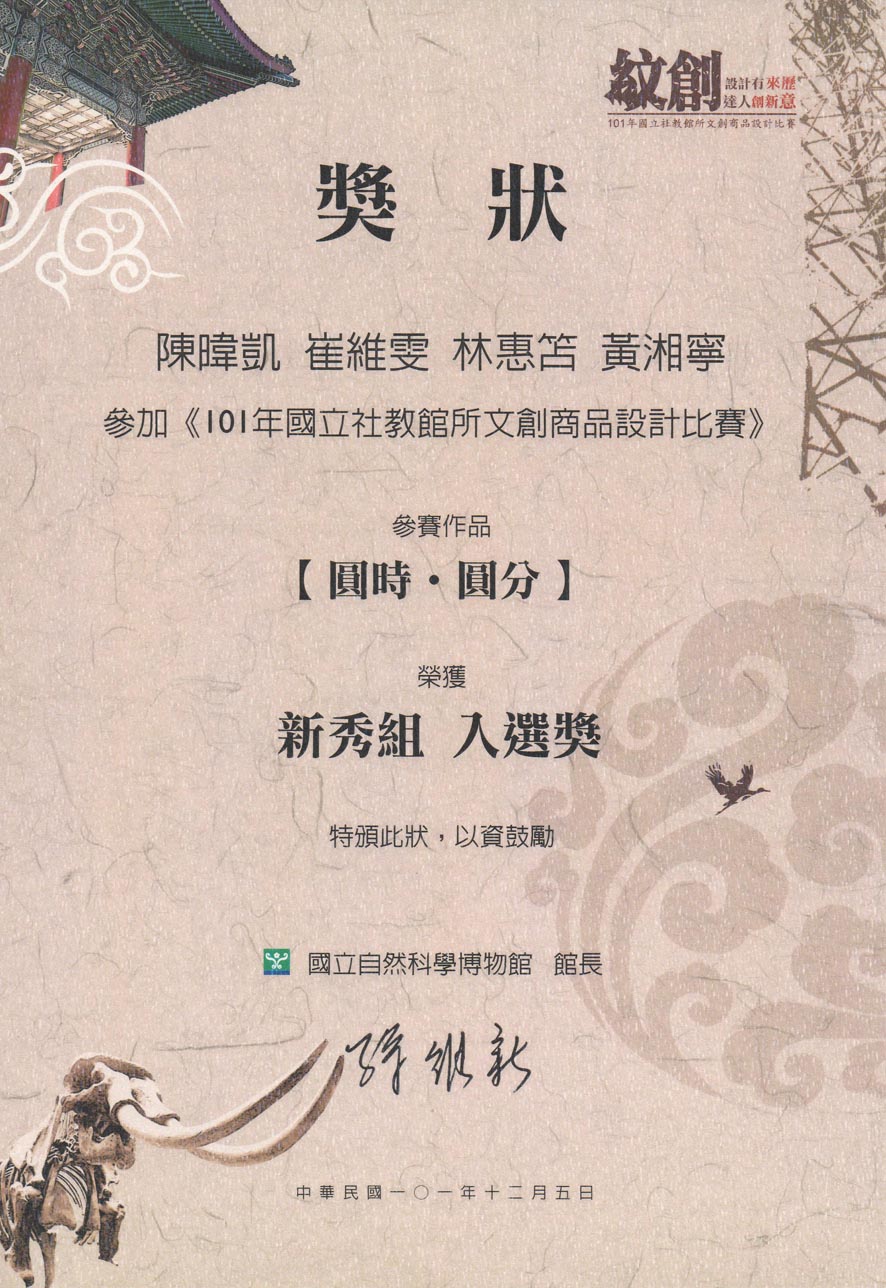 紋創
設計有來歷
達人創新意
101年國立社教館所文創商品設計比賽
獎狀
陳暐凱 崔維雯 林惠笘 黃湘寧
參加《101年國立社教館所文創商品設計比賽》
參賽作品
【圓時・圓分】
榮獲
新秀組 入選獎
特頒此狀，以資鼓勵
國立自然科學博物館 館長
孫維新
中華民國一〇一年十二月五日